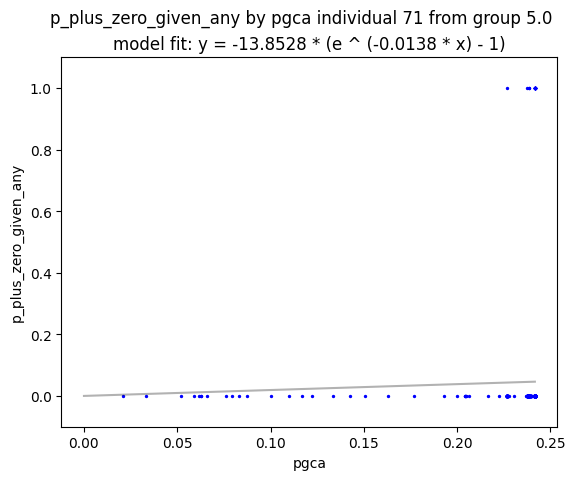 p_plus_zero_given_any by pgca individual 71 from group 5.0
model fit: y = -13.8528 * (e ^ (-0.0138 * x) - 1)
p_plus_zero_given_any
1.0
0.8
0.6
0.4
0.2
0.0
0.00 0.05 0.10 0.15 0.20 0.25
pgca